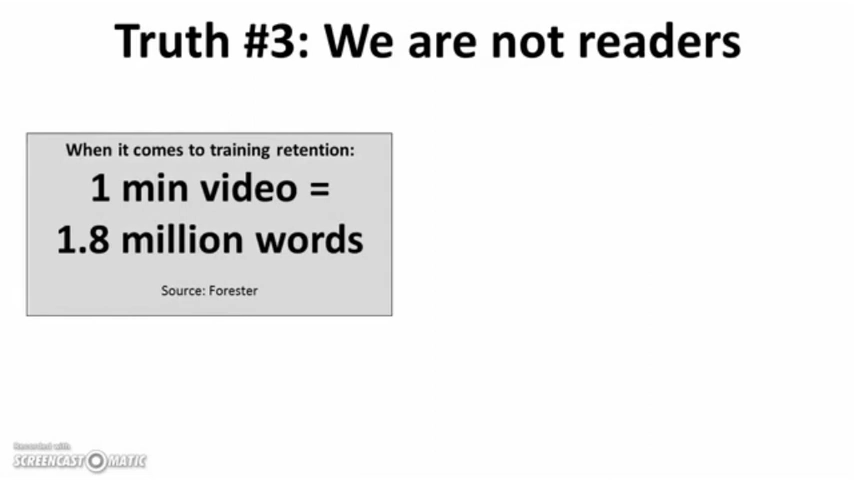 Truth #3: We are not readers
When it comes to training retention:
1 min video =
1.8 million words
Source: Forester
Recorded with
SCREENCAST MATIC